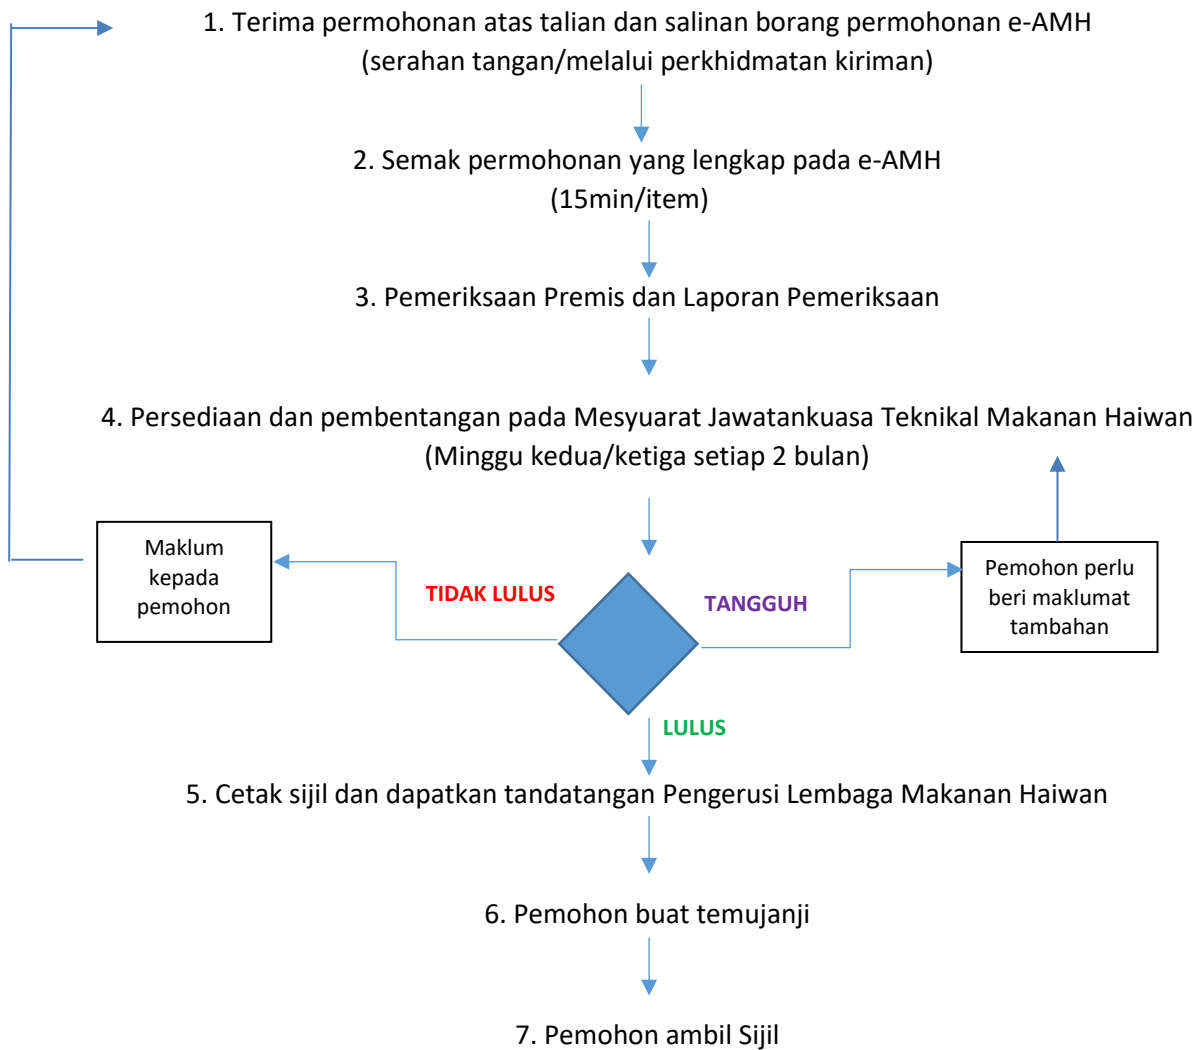 1. Terima permohonan atas talian dan salinan borang permohonan e-AMH
(serahan tangan/melalui perkhidmatan kiriman)
2. Semak permohonan yang lengkap pada e-AMH
(15min/item)
3. Pemeriksaan Premis dan Laporan Pemeriksaan
4. Persediaan dan pembentangan pada Mesyuarat Jawatankuasa Teknikal Makanan Haiwan
(Minggu kedua/ketiga setiap 2 bulan)
Maklum
kepada
pemohon
TIDAK LULUS
TANGGUH
Pemohon perlu
beri maklumat
tambahan
LULUS
5. Cetak sijil dan dapatkan tandatangan Pengerusi Lembaga Makanan Haiwan
6. Pemohon buat temujanji
7. Pemohon ambil Sijil